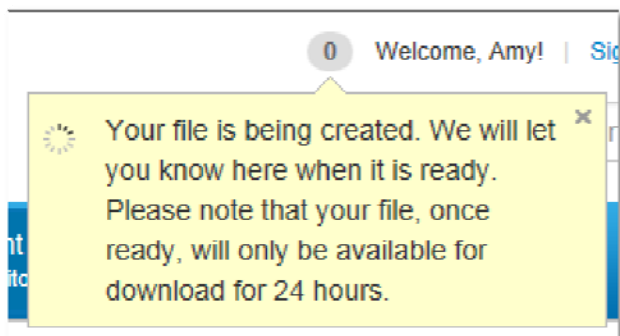 0 Welcome, Amy! |
Your file is being created. We will let
you know here when it is ready.
Please note that your file, once
ready, will only be available for
download for 24 hours.